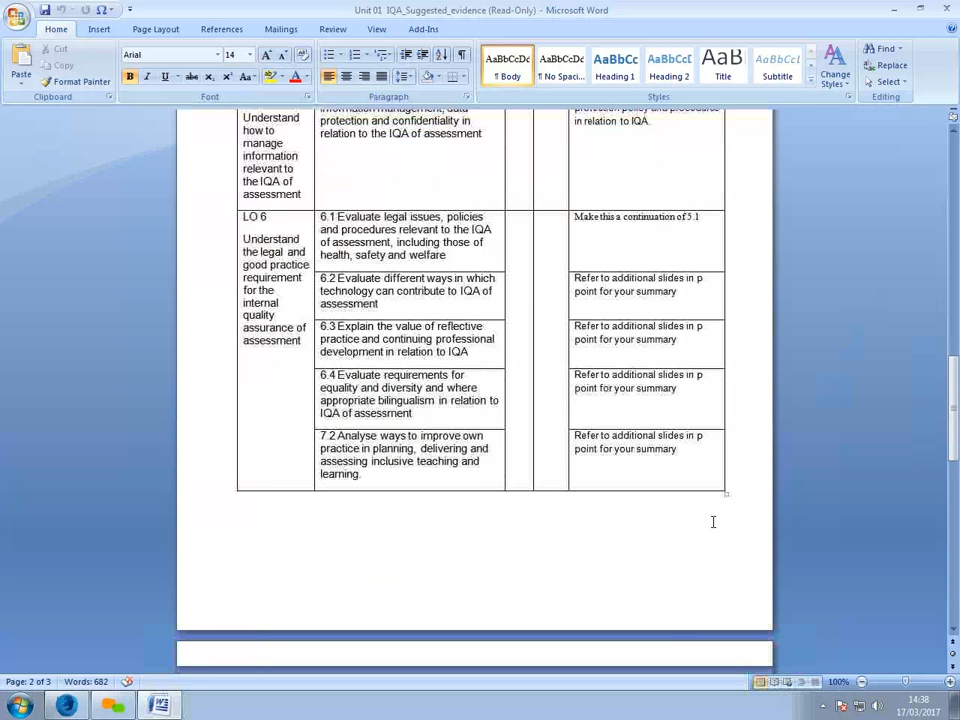 Unit 01 IQA_Suggested_evidence (Read-Only) - Microsoft Word
Home Insert Page Layout References Mailings Review View Add-Ins
Paste
Cut
Copy
Format Painter
Clipboard
Arial 14
Font
Paragraph
AaBbCcDc AaBbCcDc AaBbCc AaBbCc AaB AaBbCcL
¶ Body ¶ No Spaci... Heading 1 Heading 2 Title Subtitle
Change Styles
Styles
Find
Replace
Select
Editing
Understand
how to
manage
information
relevant to
the IQA of
assessment
information management, data
protection and confidentiality in
relation to the IQA of assessment
protection policy and procedures
in relation to IQA.
LO 6
Understand
the legal and
good practice
requirement
for the
internal
quality
assurance of
assessment
6.1 Evaluate legal issues, policies
and procedures relevant to the IQA
of assessment, including those of
health, safety and welfare
Make this a continuation of 5.1
6.2 Evaluate different ways in which
technology can contribute to IQA of
assessment
Refer to additional slides in p
point for your summary
6.3 Explain the value of reflective
practice and continuing professional
development in relation to IQA
Refer to additional slides in p
point for your summary
6.4 Evaluate requirements for
equality and diversity and where
appropriate bilingualism in relation to
IQA of assessment
Refer to additional slides in p
point for your summary
7.2 Analyse ways to improve own
practice in planning, delivering and
assessing inclusive teaching and
learning.
Refer to additional slides in p
point for your summary
Page: 2 of 3 Words: 682 100%
14:38
17/03/2017